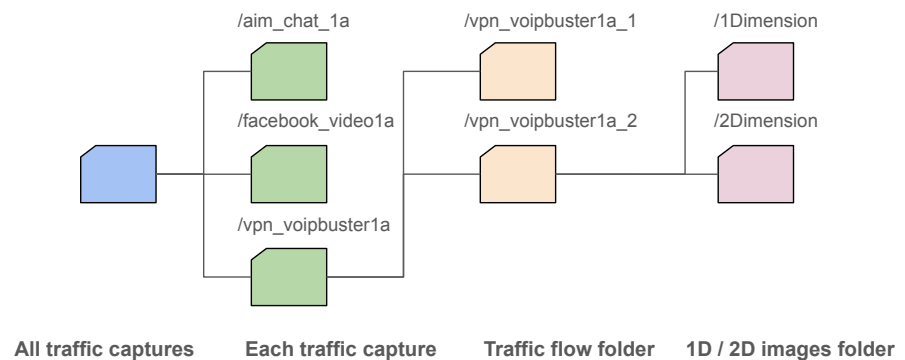 /aim_chat_1a /vpn_voipbuster1a_1 /1Dimension
/facebook_video1a /vpn_voipbuster1a_2 /2Dimension
/vpn_voipbuster1a
All traffic captures Each traffic capture Traffic flow folder 1D / 2D images folder